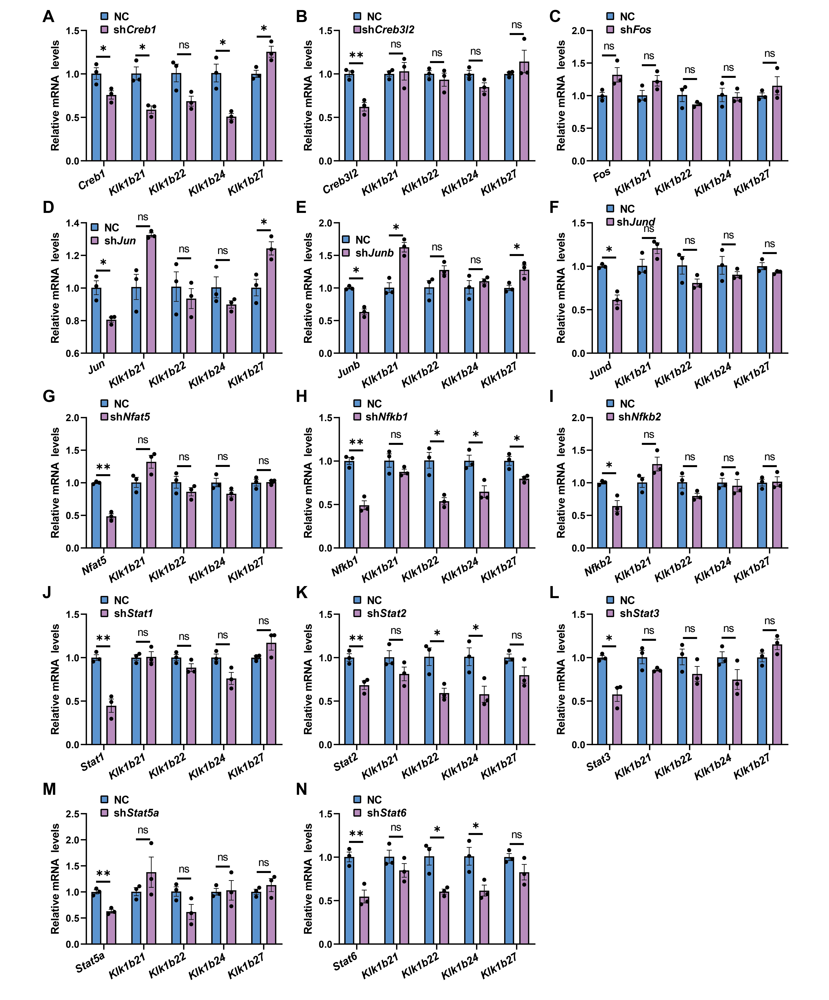 A
NC
shCreb1
Relative mRNA levels
1.5
1.0
0.5
0.0
*
*
ns
*
*
Creb1
Klk1b21
Klk1b22
Klk1b24
Klk1b27
B
NC
shCreb3l2
Relative mRNA levels
1.5
1.0
0.5
0.0
**
ns
ns
ns
ns
Creb3l2
Klk1b21
Klk1b22
Klk1b24
Klk1b27
C
NC
shFos
Relative mRNA levels
2.0
1.5
1.0
0.5
0.0
ns
ns
ns
ns
ns
Fos
Klk1b21
Klk1b22
Klk1b24
Klk1b27
D
NC
shJun
Relative mRNA levels
1.4
1.2
1.0
0.8
0.6
*
ns
ns
ns
*
Jun
Klk1b21
Klk1b22
Klk1b24
Klk1b27
E
NC
shJunb
Relative mRNA levels
2.0
1.5
1.0
0.5
0.0
*
*
ns
ns
*
Junb
Klk1b21
Klk1b22
Klk1b24
Klk1b27
F
NC
shJund
Relative mRNA levels
1.5
1.0
0.5
0.0
*
ns
ns
ns
ns
Jund
Klk1b21
Klk1b22
Klk1b24
Klk1b27
G
NC
shNfat5
Relative mRNA levels
2.0
1.5
1.0
0.5
0.0
**
ns
ns
ns
ns
Nfat5
Klk1b21
Klk1b22
Klk1b24
Klk1b27
H
NC
shNfkb1
Relative mRNA levels
1.5
1.0
0.5
0.0
**
ns
*
*
*
Nfkb1
Klk1b21
Klk1b22
Klk1b24
Klk1b27
I
NC
shNfkb2
Relative mRNA levels
2.0
1.5
1.0
0.5
0.0
*
ns
ns
ns
ns
Nfkb2
Klk1b21
Klk1b22
Klk1b24
Klk1b27
J
NC
shStat1
Relative mRNA levels
1.5
1.0
0.5
0.0
**
ns
ns
ns
ns
Stat1
Klk1b21
Klk1b22
Klk1b24
Klk1b27
K
NC
shStat2
Relative mRNA levels
1.5
1.0
0.5
0.0
**
ns
*
*
ns
Stat2
Klk1b21
Klk1b22
Klk1b24
Klk1b27
L
NC
shStat3
Relative mRNA levels
1.5
1.0
0.5
0.0
*
ns
ns
ns
ns
Stat3
Klk1b21
Klk1b22
Klk1b24
Klk1b27
M
NC
shStat5a
Relative mRNA levels
2.5
2.0
1.5
1.0
0.5
0.0
**
ns
ns
ns
ns
Stat5a
Klk1b21
Klk1b22
Klk1b24
Klk1b27
N
NC
shStat6
Relative mRNA levels
1.5
1.0
0.5
0.0
**
ns
*
*
ns
Stat6
Klk1b21
Klk1b22
Klk1b24
Klk1b27